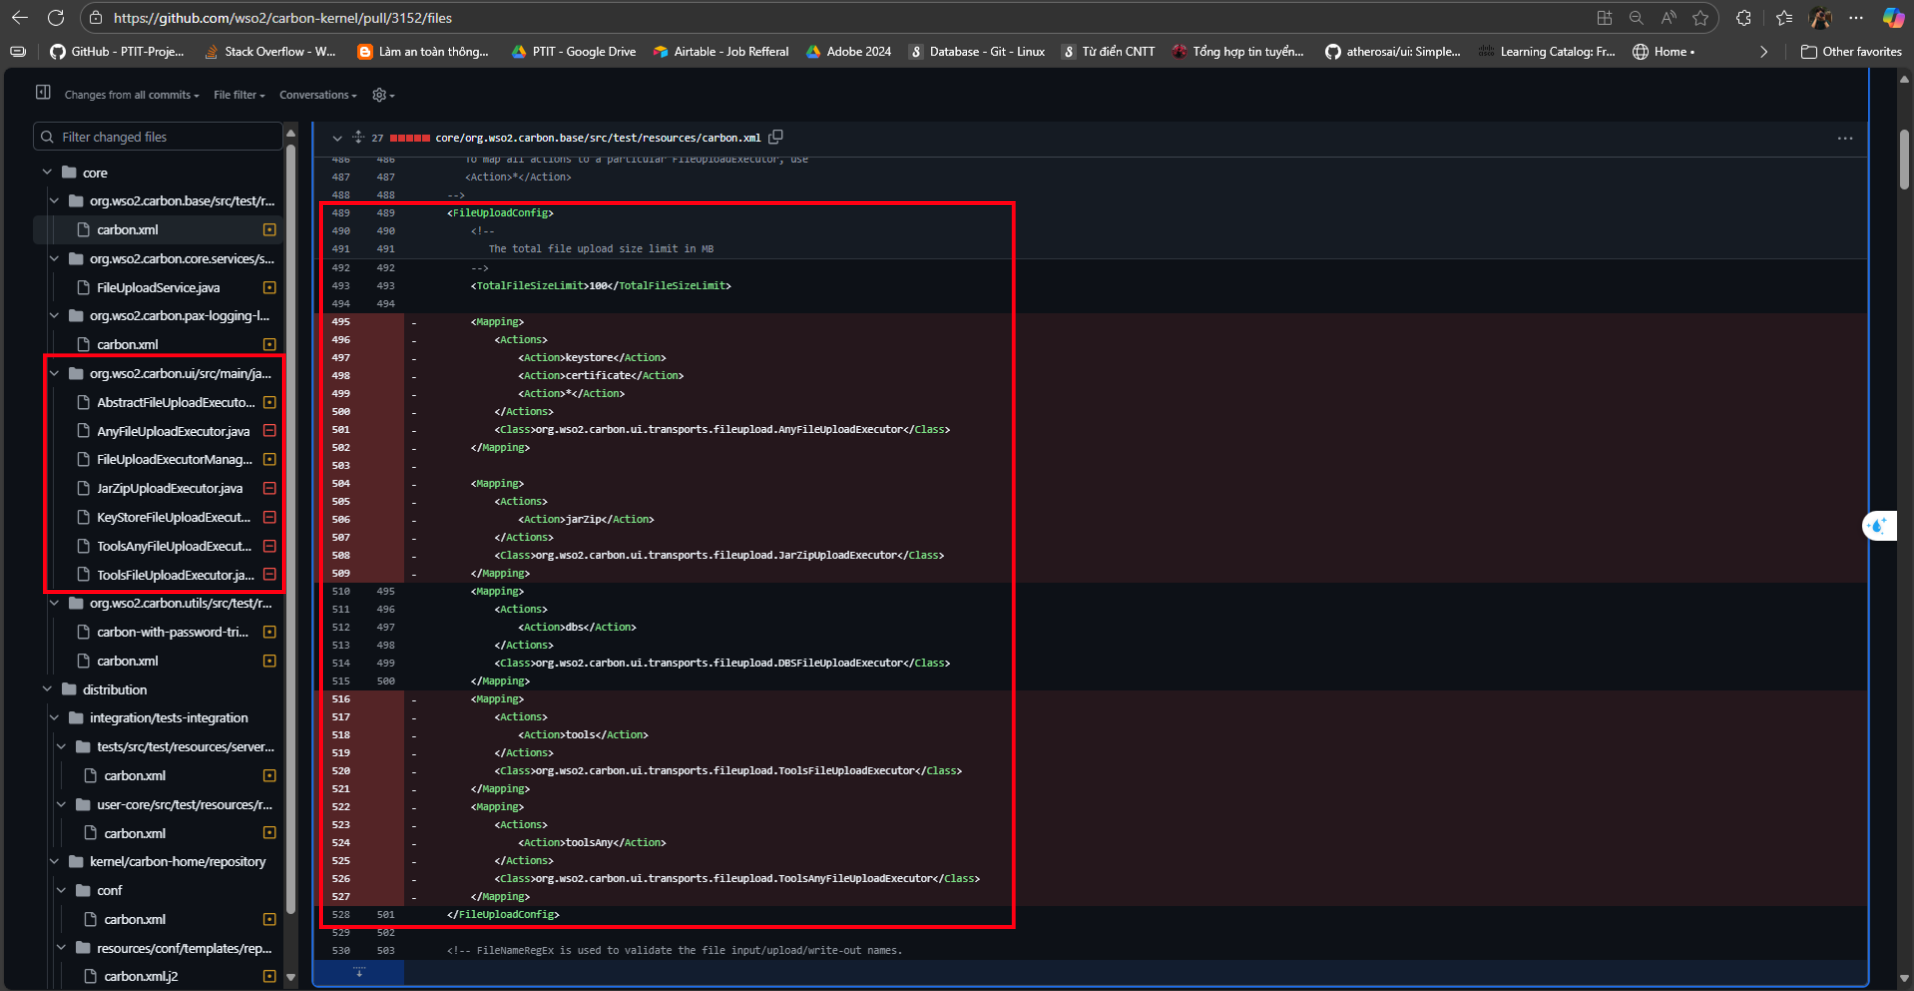 https://github.com/wso2/carbon-kernel/pull/3152/files
GitHub - PTIT-Proje...
Stack Overflow - W...
Làm an toàn thông...
PTIT - Google Drive
Airtable - Job Refferal
Adobe 2024
Database - Git - Linux
Từ điển CNTT
Tổng hợp tin tuyển...
atherosai/ui: Simple...
Learning Catalog: Fr...
Home •
Other favorites
Changes from all commits
File filter
Conversations
Filter changed files
core
org.wso2.carbon.base/src/test/r...
carbon.xml
org.wso2.carbon.core.services/s...
FileUploadService.java
org.wso2.carbon.pax-logging-l...
carbon.xml
org.wso2.carbon.ui/src/main/ja...
AbstractFileUploadExecuto...
AnyFileUploadExecutor.java
FileUploadExecutorManag...
JarZipUploadExecutor.java
KeyStoreFileUploadExecut...
ToolsAnyFileUploadExecut...
ToolsFileUploadExecutor.ja...
org.wso2.carbon.utils/src/test/r...
carbon-with-password-tri...
carbon.xml
distribution
integration/tests-integration
tests/src/test/resources/server...
carbon.xml
user-core/src/test/resources/r...
carbon.xml
kernel/carbon-home/repository
conf
carbon.xml
resources/conf/templates/rep...
carbon.xml.j2
27 core/org.wso2.carbon.base/src/test/resources/carbon.xml
486 486 To map all actions to a particular FileUploadExecutor, use
487 487 <Action>*</Action>
488 488 -->
489 489 <FileUploadConfig>
490 490 <!--
491 491 The total file upload size limit in MB
492 492 -->
493 493 <TotalFileSizeLimit>100</TotalFileSizeLimit>
494 494
495 - <Mapping>
496 - <Actions>
497 - <Action>keystore</Action>
498 - <Action>certificate</Action>
499 - <Action>*</Action>
500 - </Actions>
501 - <Class>org.wso2.carbon.ui.transports.fileupload.AnyFileUploadExecutor</Class>
502 - </Mapping>
503 -
504 - <Mapping>
505 - <Actions>
506 - <Action>jarZip</Action>
507 - </Actions>
508 - <Class>org.wso2.carbon.ui.transports.fileupload.JarZipUploadExecutor</Class>
509 - </Mapping>
510 495 <Mapping>
511 496 <Actions>
512 497 <Action>dbs</Action>
513 498 </Actions>
514 499 <Class>org.wso2.carbon.ui.transports.fileupload.DBSFileUploadExecutor</Class>
515 500 </Mapping>
516 - <Mapping>
517 - <Actions>
518 - <Action>tools</Action>
519 - </Actions>
520 - <Class>org.wso2.carbon.ui.transports.fileupload.ToolsFileUploadExecutor</Class>
521 - </Mapping>
522 - <Mapping>
523 - <Actions>
524 - <Action>toolsAny</Action>
525 - </Actions>
526 - <Class>org.wso2.carbon.ui.transports.fileupload.ToolsAnyFileUploadExecutor</Class>
527 - </Mapping>
528 501 </FileUploadConfig>
529 502
530 503 <!-- FileNameRegEx is used to validate the file input/upload/write-out names.